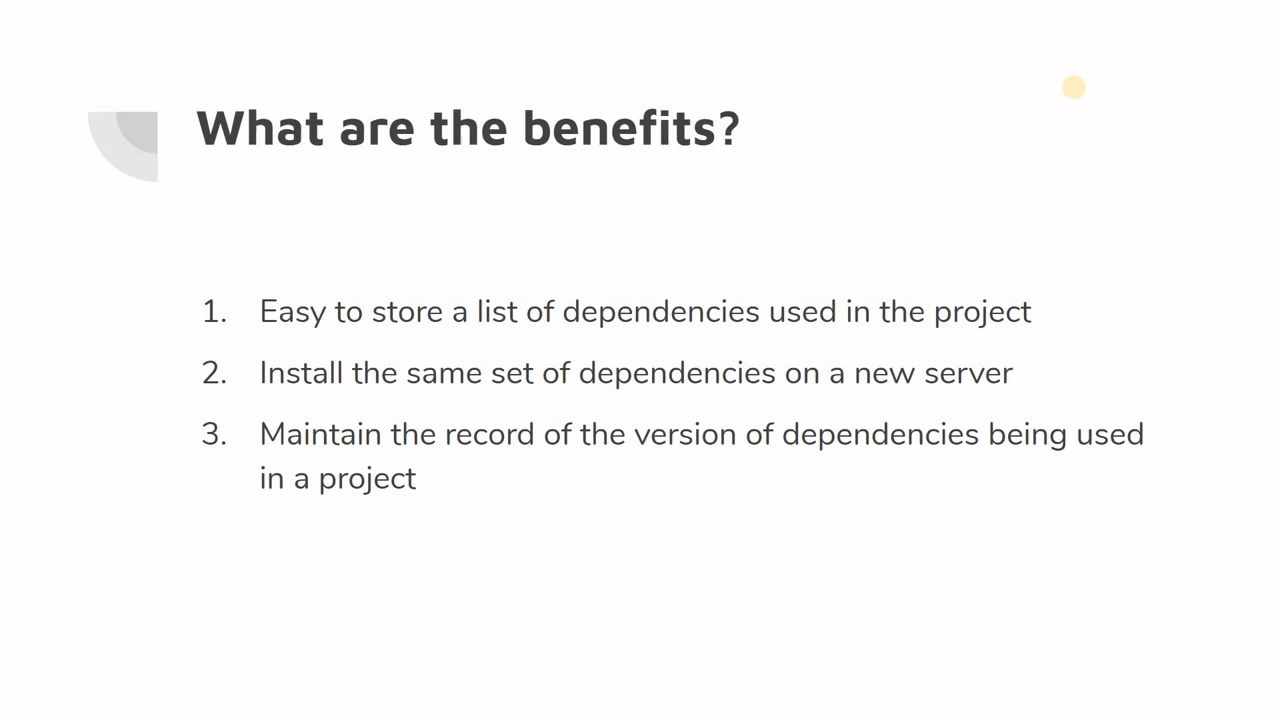 What are the benefits?
1. Easy to store a list of dependencies used in the project
2. Install the same set of dependencies on a new server
3. Maintain the record of the version of dependencies being used
in a project